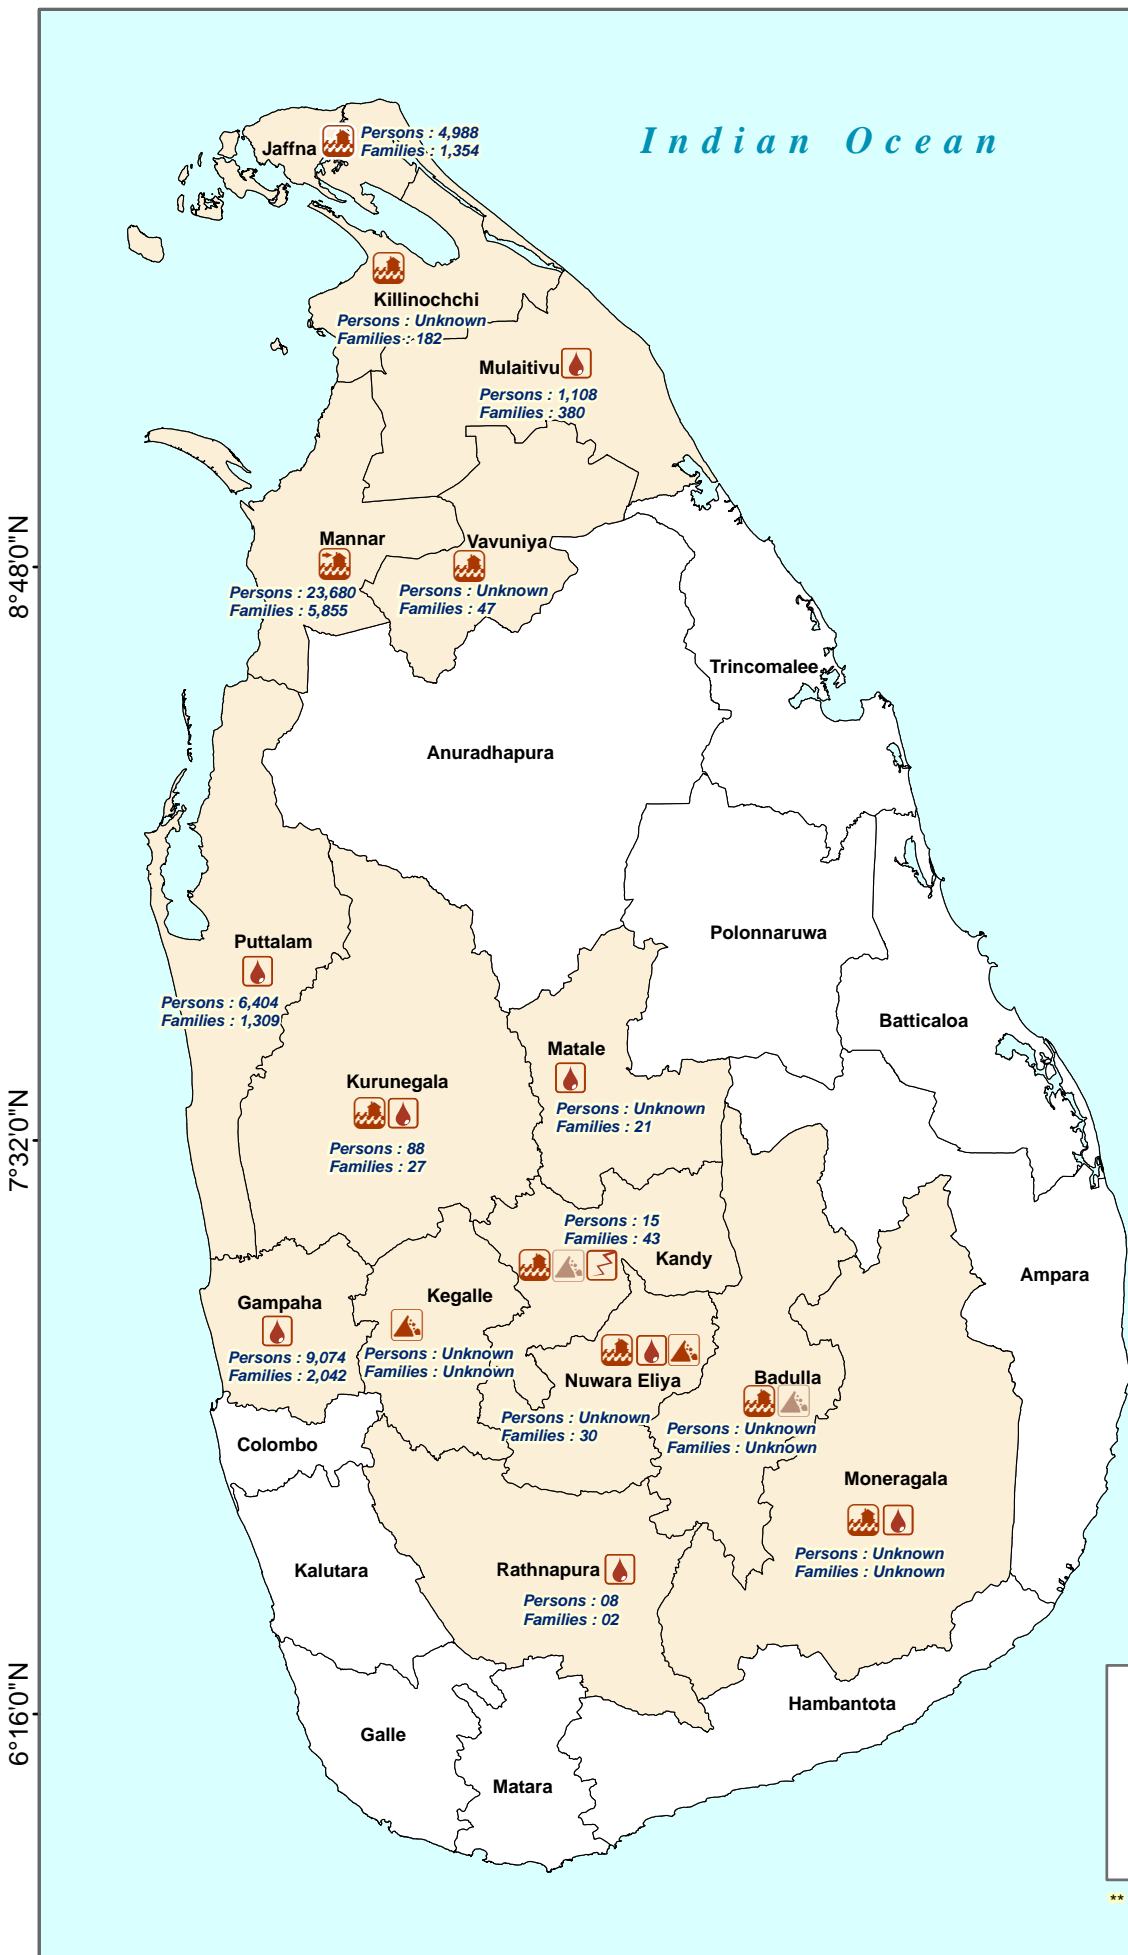 Indian Ocean
Jaffna
Persons : 4,988
Families : 1,354
Killinochchi
Persons : Unknown
Families : 182
Mulaitivu
Persons : 1,108
Families : 380
8°48'0"N
Mannar
Persons : 23,680
Families : 5,855
Vavuniya
Persons : Unknown
Families : 47
Trincomalee
Anuradhapura
Puttalam
Persons : 6,404
Families : 1,309
Polonnaruwa
Batticaloa
Matale
Persons : Unknown
Families : 21
Kurunegala
Persons : 88
Families : 27
7°32'0"N
Persons : 15
Families : 43
Kandy
Ampara
Gampaha
Persons : 9,074
Families : 2,042
Kegalle
Persons : Unknown
Families : Unknown
Nuwara Eliya
Persons : Unknown
Families : 30
Badulla
Persons : Unknown
Families : Unknown
Colombo
Moneragala
Persons : Unknown
Families : Unknown
Kalutara
Rathnapura
Persons : 08
Families : 02
6°16'0"N
Hambantota
Galle
Matara
**